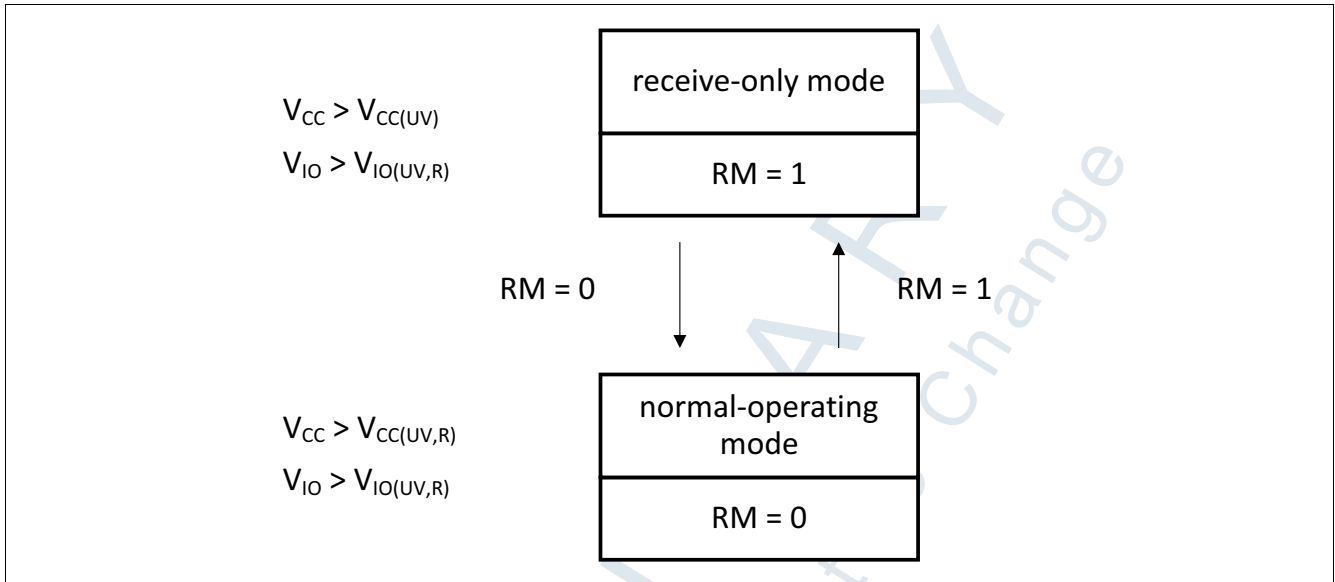 receive-only mode
V_CC > V_CC(UV)
V_IO > V_IO(UV,R)
RM = 1
RM = 0
RM = 1
normal-operating
mode
V_CC > V_CC(UV,R)
V_IO > V_IO(UV,R)
RM = 0
A R Y
Change